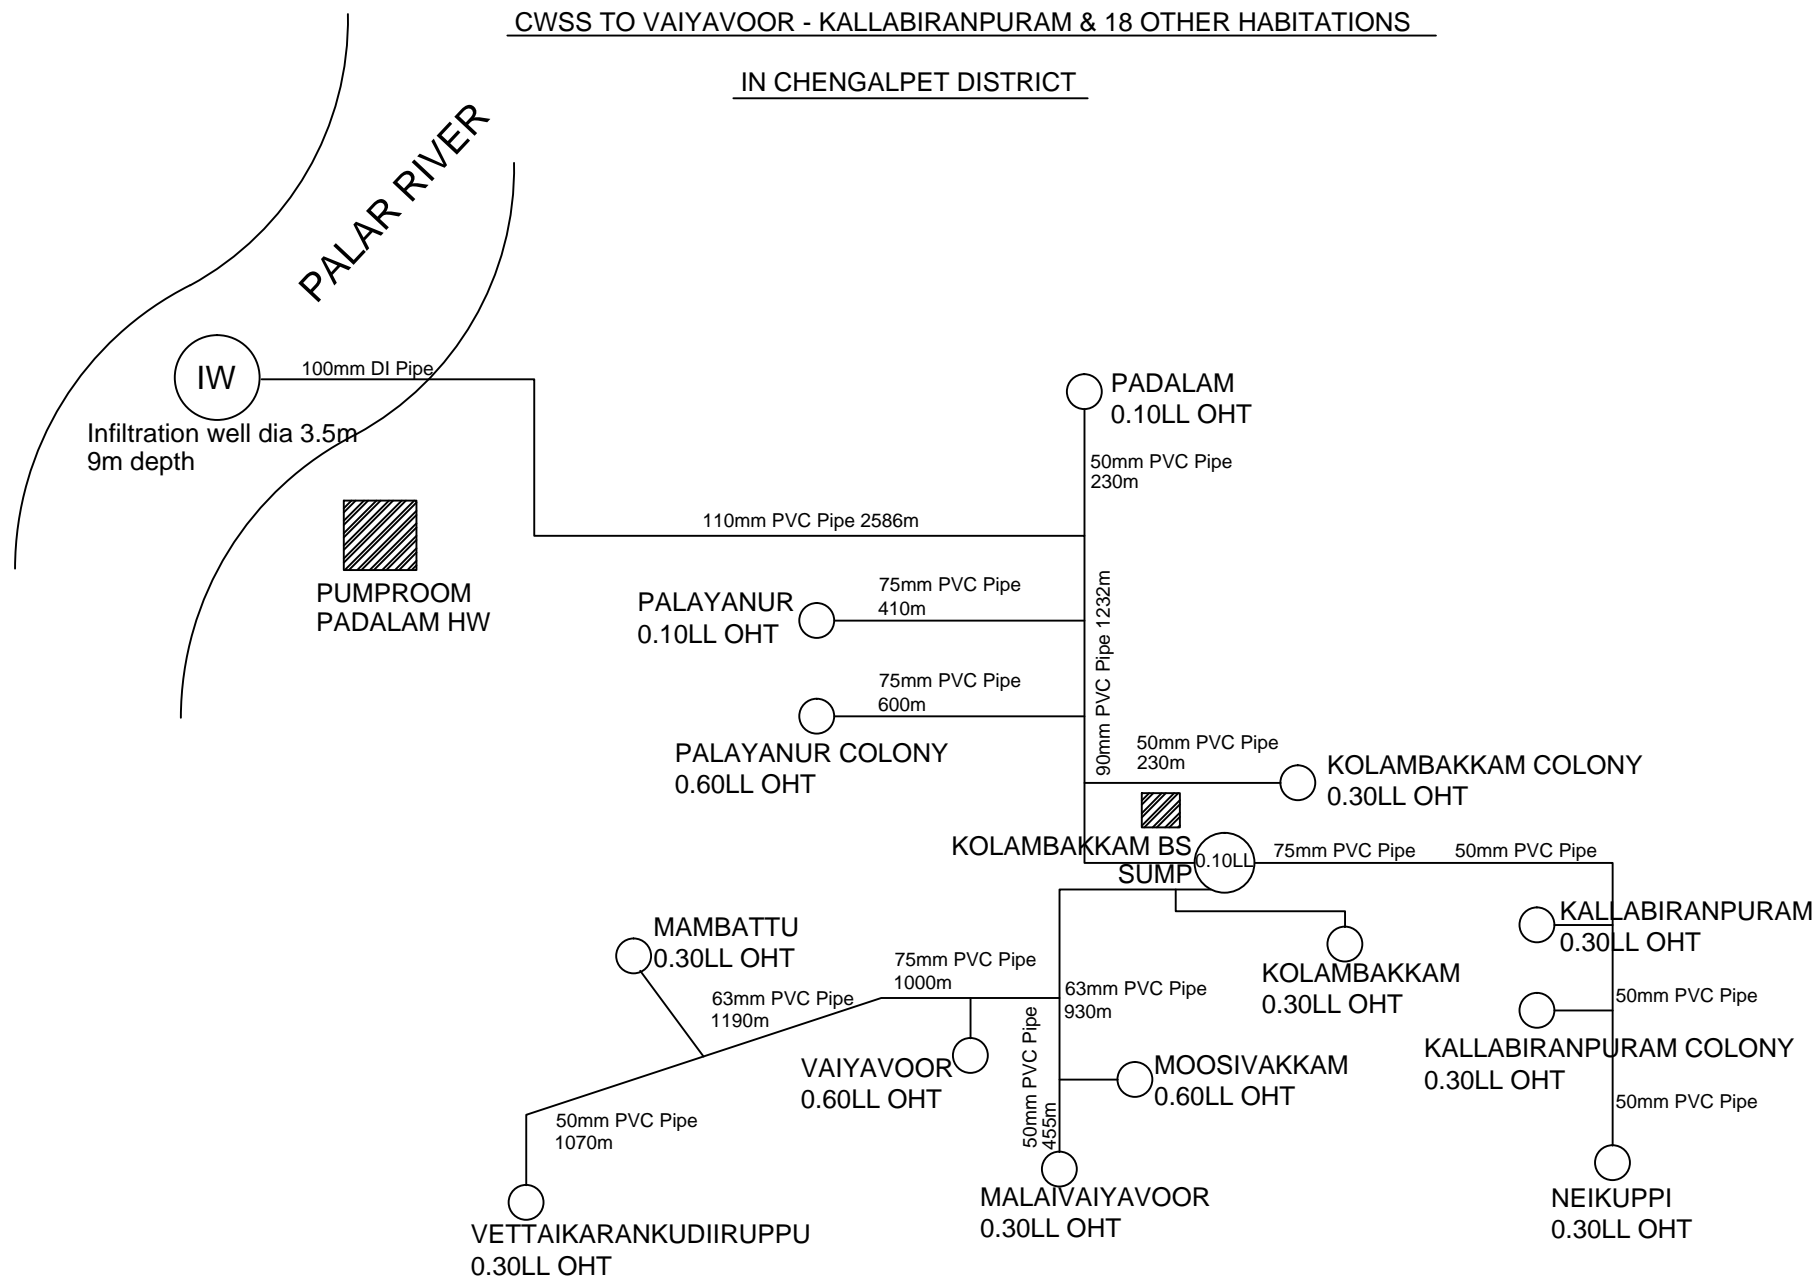 CWSS TO VAIYAVOOR - KALLABIRANPURAM & 18 OTHER HABITATIONS
IN CHENGALPET DISTRICT
PALAR RIVER
IW
100mm DI Pipe
Infiltration well dia 3.5m
9m depth
PUMPROOM
PADALAM HW
PADALAM
0.10LL OHT
50mm PVC Pipe
230m
110mm PVC Pipe 2586m
75mm PVC Pipe
410m
PALAYANUR
0.10LL OHT
90mm PVC Pipe 1232m
75mm PVC Pipe
600m
PALAYANUR COLONY
0.60LL OHT
50mm PVC Pipe
230m
KOLAMBAKKAM COLONY
0.30LL OHT
KOLAMBAKKAM BS
SUMP
0.10LL
75mm PVC Pipe
50mm PVC Pipe
KALLABIRANPURAM
0.30LL OHT
MAMBATTU
0.30LL OHT
75mm PVC Pipe
1000m
63mm PVC Pipe
1190m
63mm PVC Pipe
930m
KOLAMBAKKAM
0.30LL OHT
50mm PVC Pipe
KALLABIRANPURAM COLONY
0.30LL OHT
VAIYAVOOR
0.60LL OHT
50mm PVC Pipe
455m
MOOSIVAKKAM
0.60LL OHT
50mm PVC Pipe
50mm PVC Pipe
1070m
MALAIVAIYAVOOR
0.30LL OHT
NEIKUPPI
0.30LL OHT
VETTAIKARANKUDIIRUPPU
0.30LL OHT